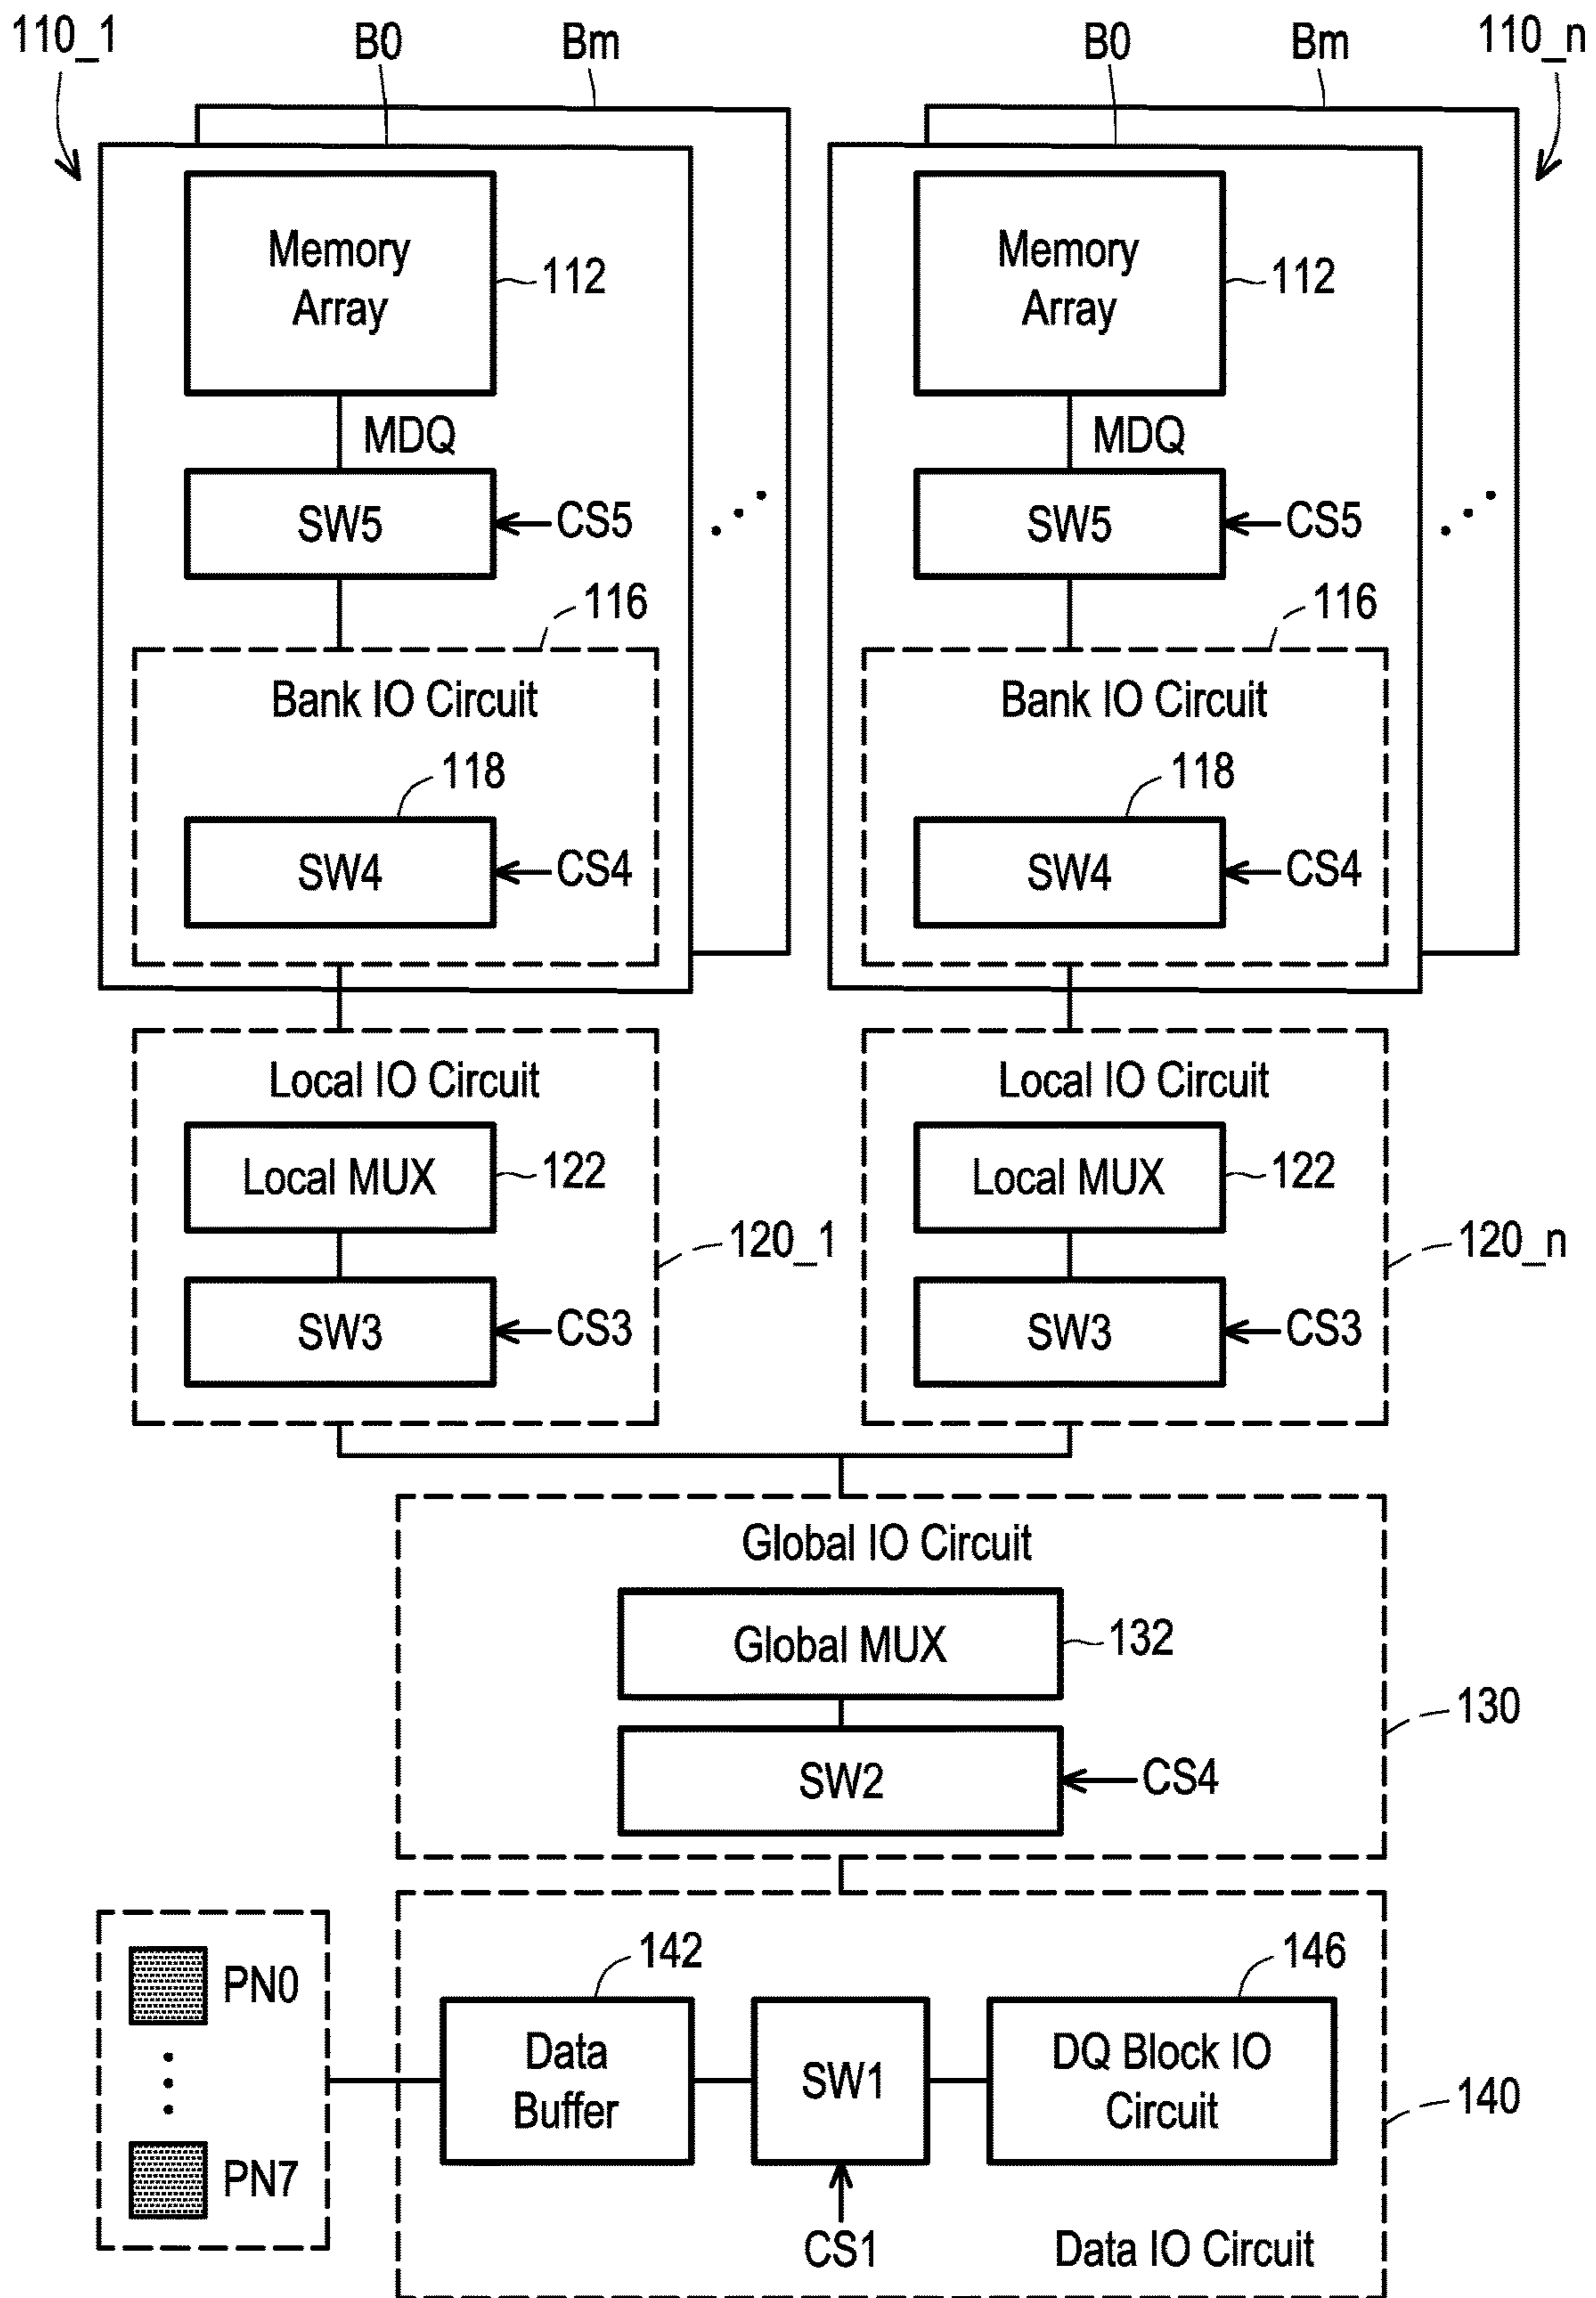 110_1
B0
Bm
B0
Bm
110_n
Memory
Array
112
Memory
Array
112
MDQ
MDQ
SW5
CS5
SW5
CS5
116
116
Bank IO Circuit
Bank IO Circuit
118
118
SW4
CS4
SW4
CS4
Local IO Circuit
Local IO Circuit
Local MUX
122
Local MUX
122
120_1
120_n
SW3
CS3
SW3
CS3
Global IO Circuit
Global MUX
132
130
SW2
CS4
142
146
PN0
Data
Buffer
SW1
DQ Block IO
Circuit
140
PN7
CS1
Data IO Circuit